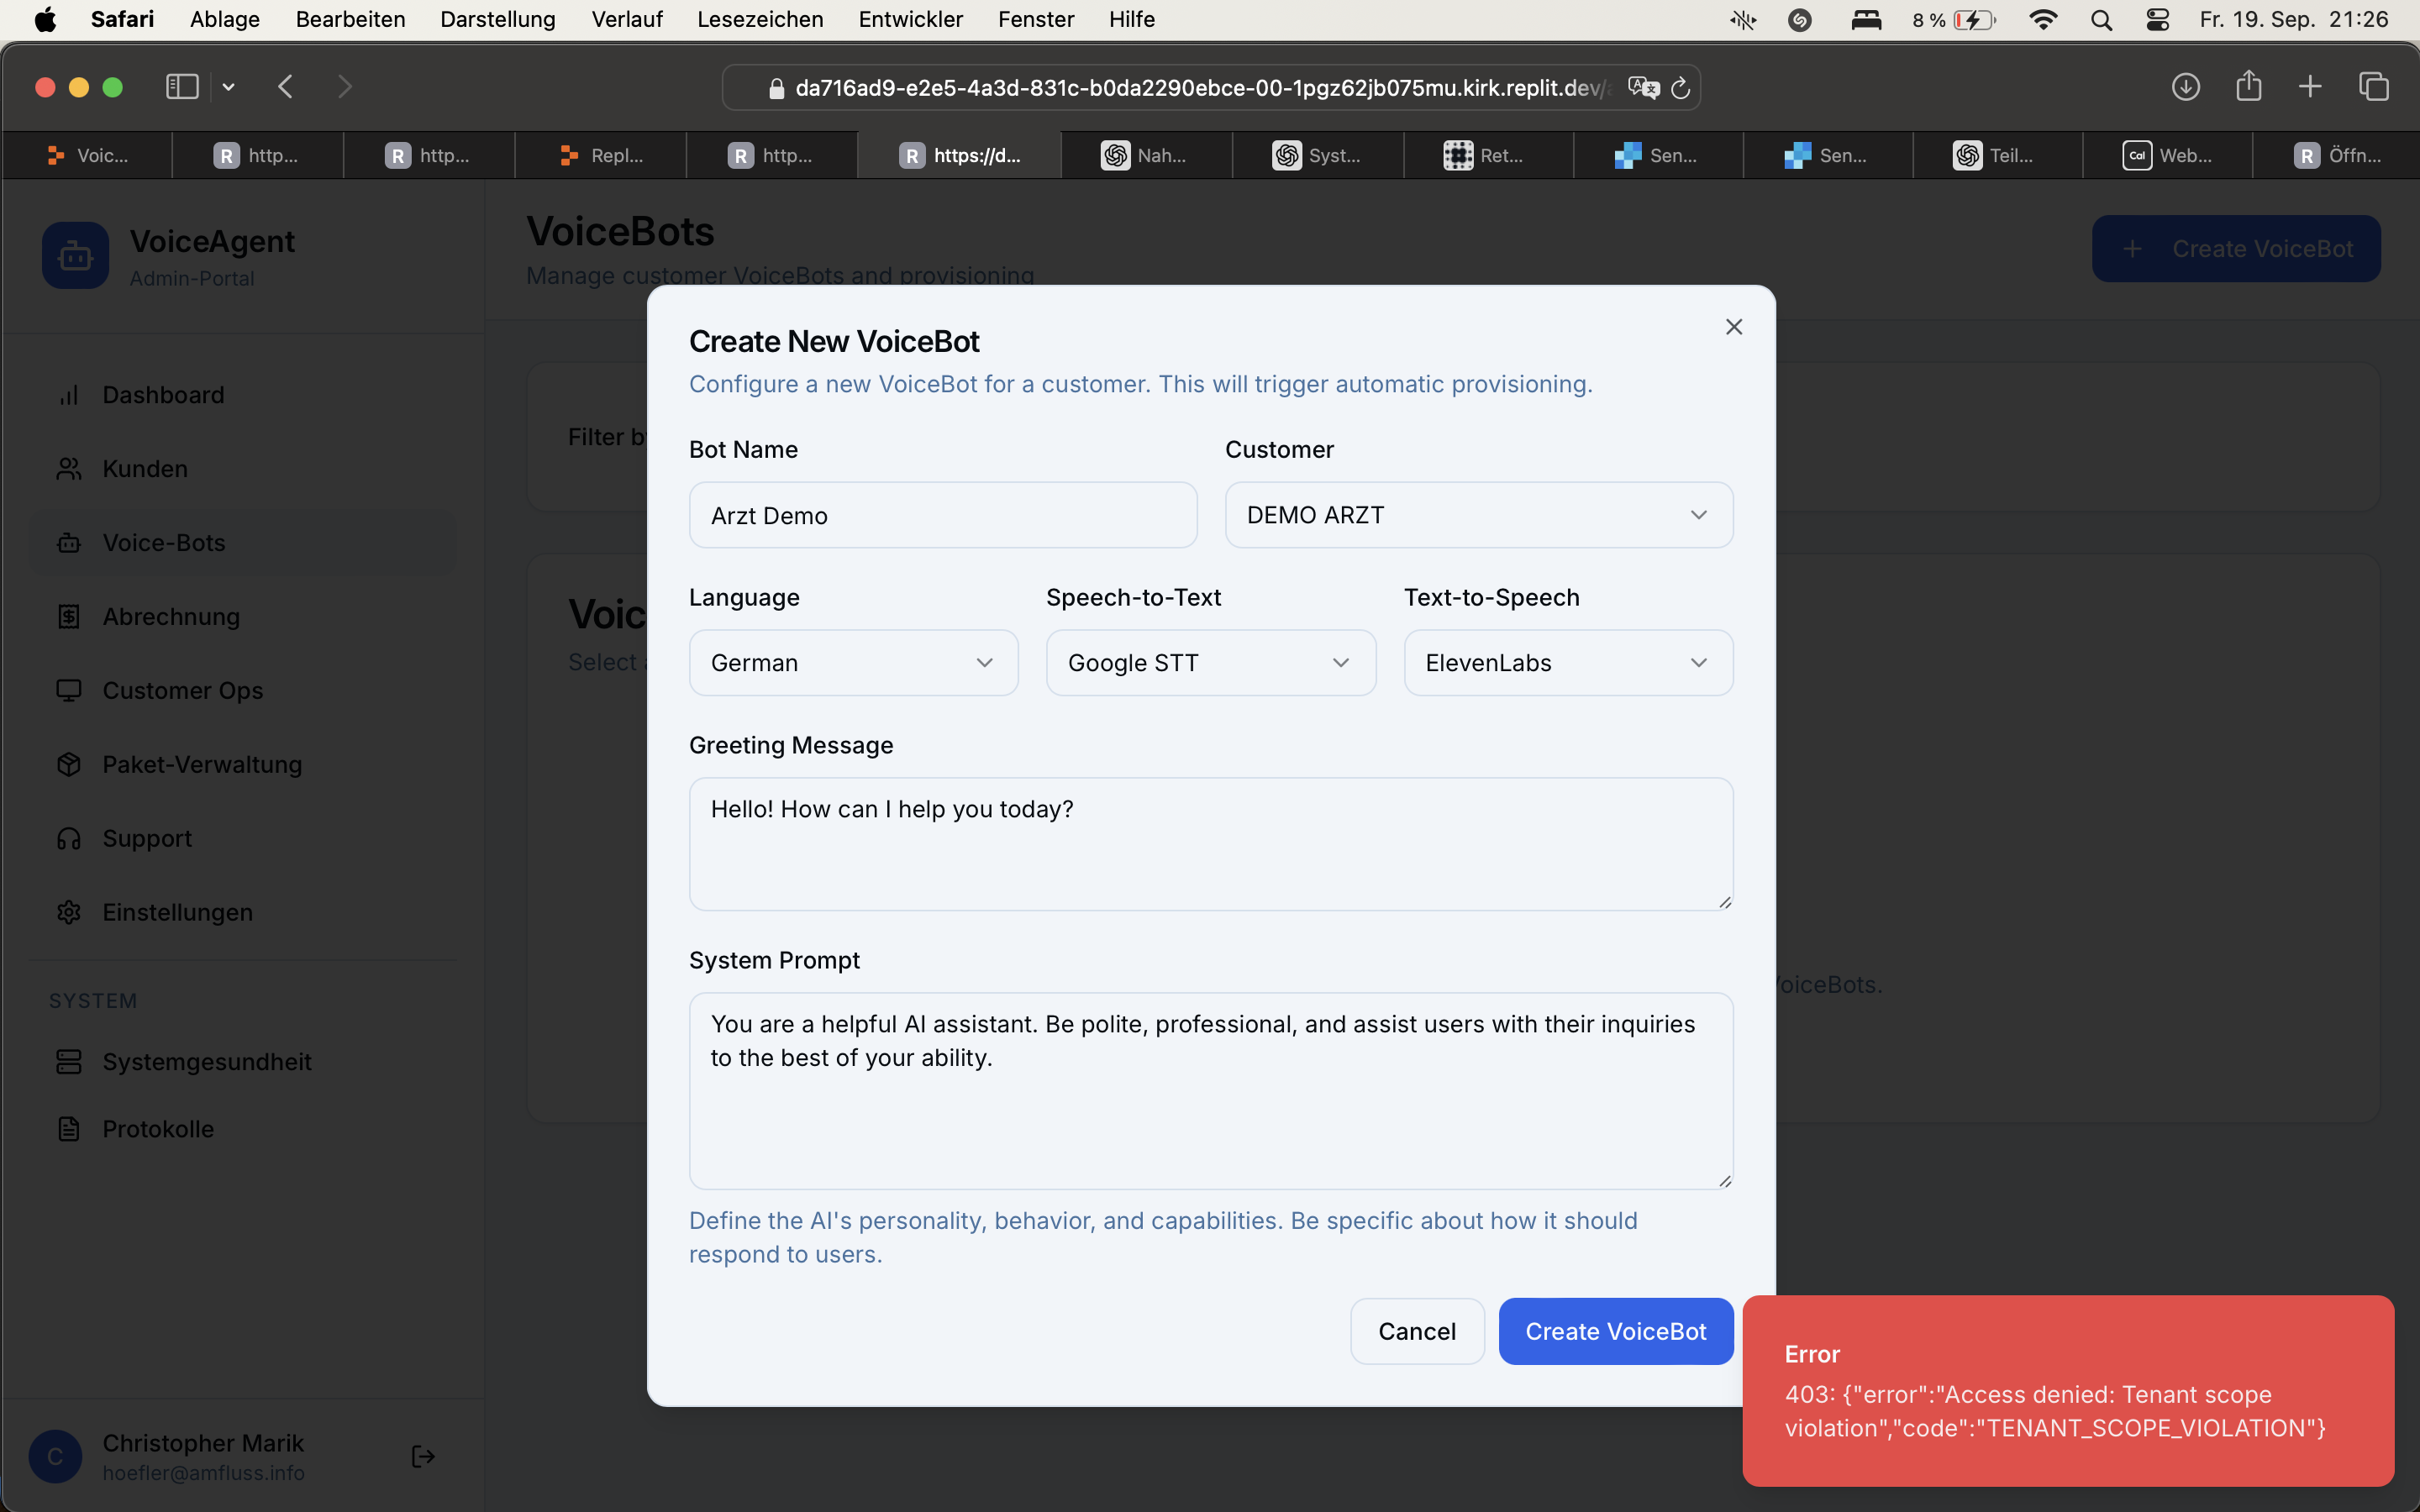 Safari Ablage Bearbeiten Darstellung Verlauf Lesezeichen Entwickler Fenster Hilfe 8 % Fr. 19. Sep. 21:26
da716ad9-e2e5-4a3d-831c-b0da2290ebce-00-1pgz62jb075mu.kirk.replit.dev/
Voic... R http... R http... Repl... R http... R https://d... Nah... Syst... Ret... Sen... Sen... Teil... Cal Web... R Öffn...
VoiceAgent
Admin-Portal
Dashboard
Kunden
Voice-Bots
Abrechnung
Customer Ops
Paket-Verwaltung
Support
Einstellungen
SYSTEM
Systemgesundheit
Protokolle
C
Christopher Marik
hoefler@amfluss.info
VoiceBots
Manage customer VoiceBots and provisioning
+ Create VoiceBot
Filter b
Voic
Select
VoiceBots.
Create New VoiceBot
Configure a new VoiceBot for a customer. This will trigger automatic provisioning.
Bot Name Customer
Arzt Demo DEMO ARZT
Language Speech-to-Text Text-to-Speech
German Google STT ElevenLabs
Greeting Message
Hello! How can I help you today?
System Prompt
You are a helpful AI assistant. Be polite, professional, and assist users with their inquiries
to the best of your ability.
Define the AI's personality, behavior, and capabilities. Be specific about how it should
respond to users.
Cancel Create VoiceBot
Error
403: {"error":"Access denied: Tenant scope
violation","code":"TENANT_SCOPE_VIOLATION"}